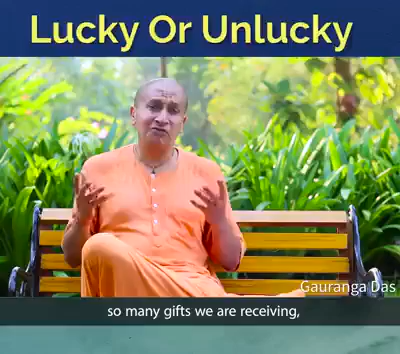 Lucky Or Unlucky
Gauranga Das
so many gifts we are receiving,